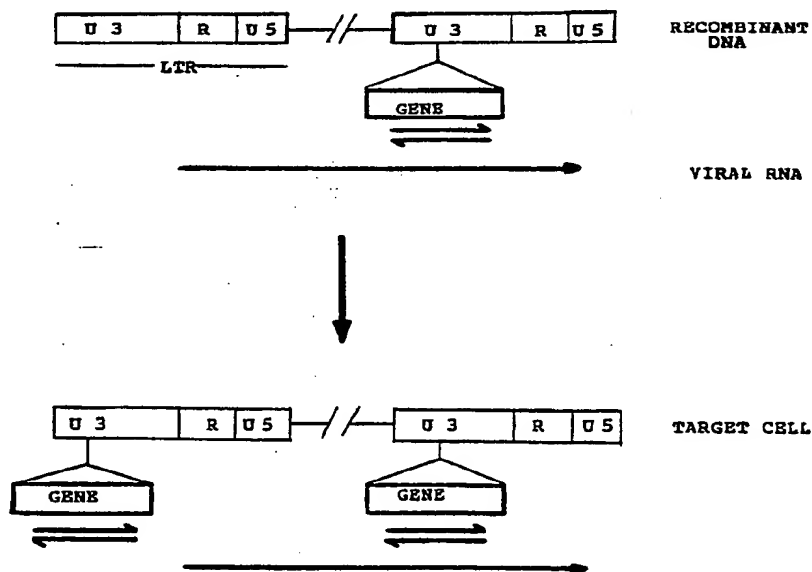 U 3 R U 5 U 3 R U 5 RECOMBINANT
DNA
LTR
GENE
VIRAL RNA
U 3 R U 5 U 3 R U 5 TARGET CELL
GENE GENE